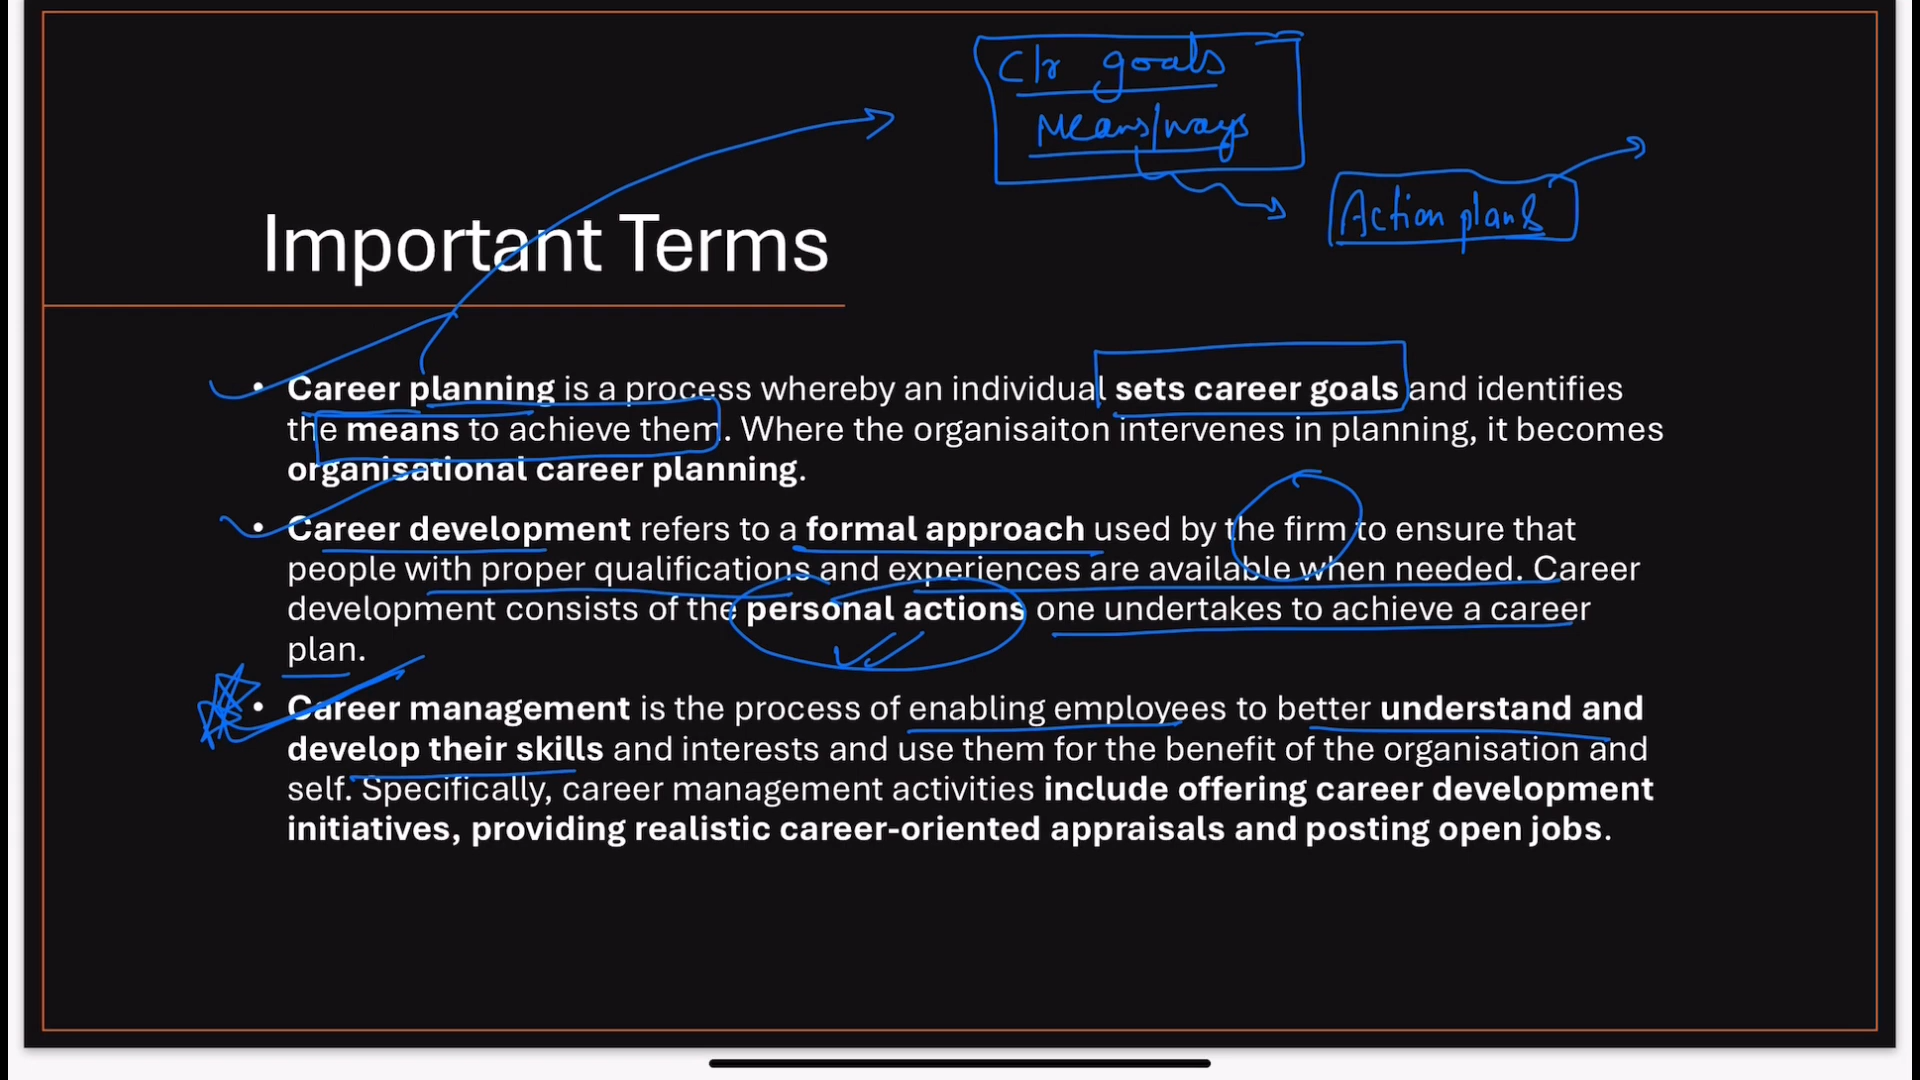 C/r goals
Means/ways
Action plans
Important Terms
• Career planning is a process whereby an individual sets career goals and identifies
the means to achieve them. Where the organisaiton intervenes in planning, it becomes
organisational career planning.
• Career development refers to a formal approach used by the firm to ensure that
people with proper qualifications and experiences are available when needed. Career
development consists of the personal actions one undertakes to achieve a career
plan.
• Career management is the process of enabling employees to better understand and
develop their skills and interests and use them for the benefit of the organisation and
self. Specifically, career management activities include offering career development
initiatives, providing realistic career-oriented appraisals and posting open jobs.